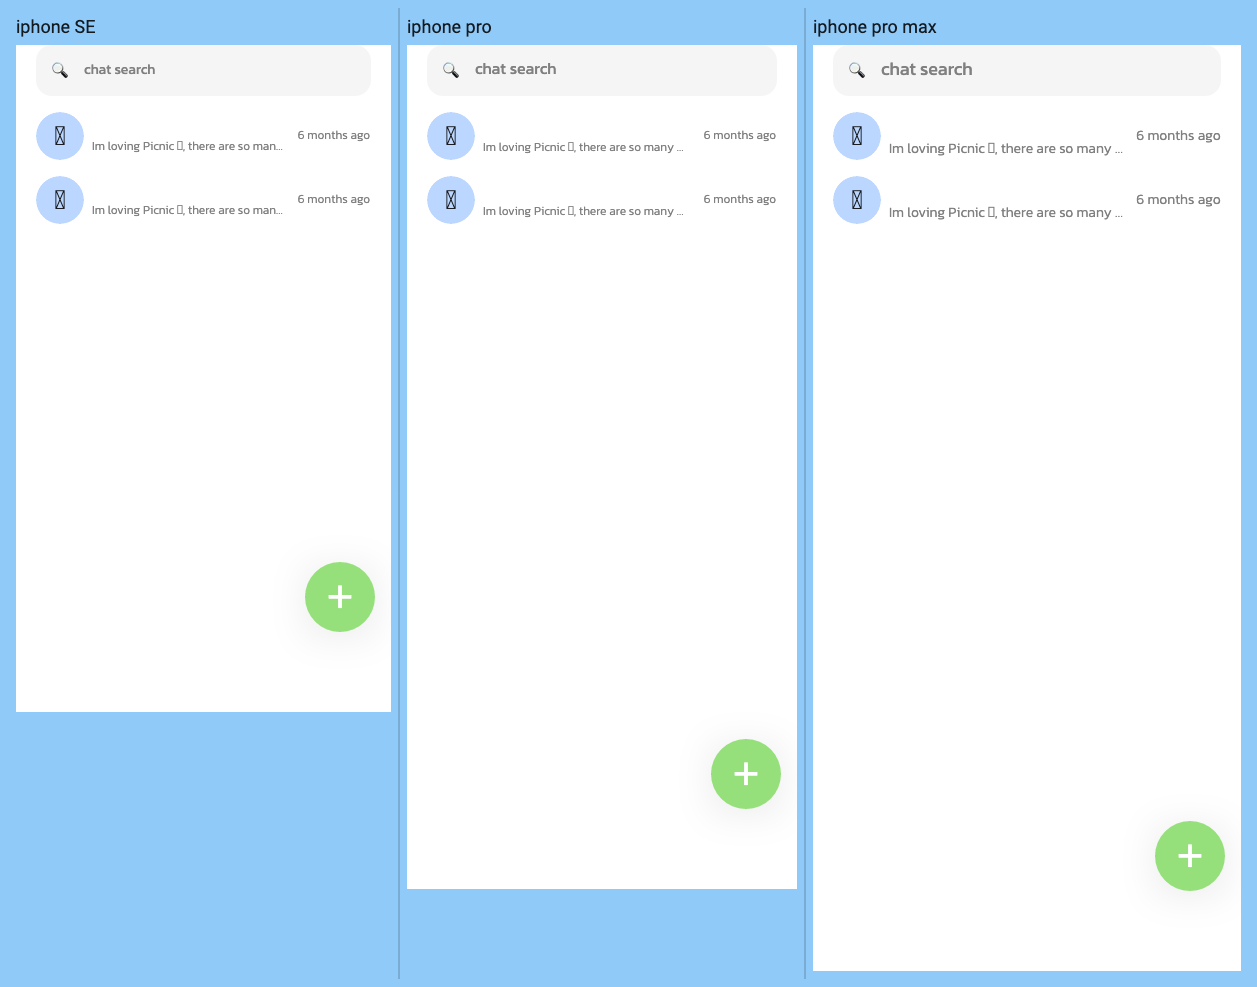 iphone SE
chat search
6 months ago
Im loving Picnic ▯, there are so man...
6 months ago
Im loving Picnic ▯, there are so man...
iphone pro
chat search
6 months ago
Im loving Picnic ▯, there are so many ...
6 months ago
Im loving Picnic ▯, there are so many ...
iphone pro max
chat search
6 months ago
Im loving Picnic ▯, there are so many ...
6 months ago
Im loving Picnic ▯, there are so many ...